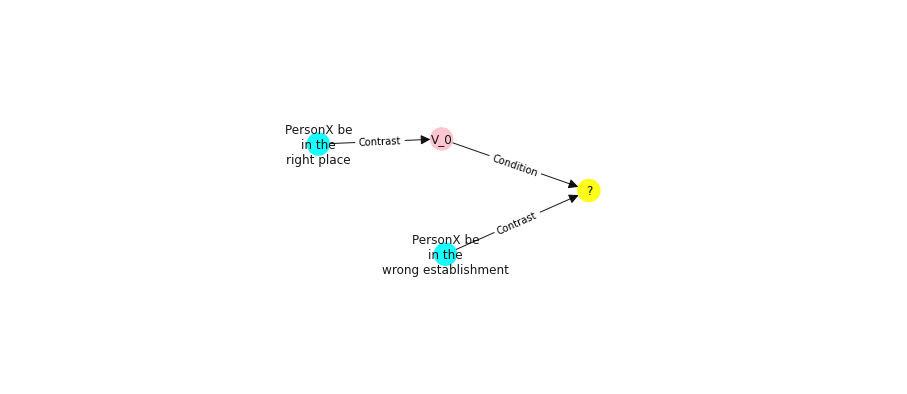 PersonX be
in the
right place
Contrast
V_0
Condition
?
Contrast
PersonX be
in the
wrong establishment